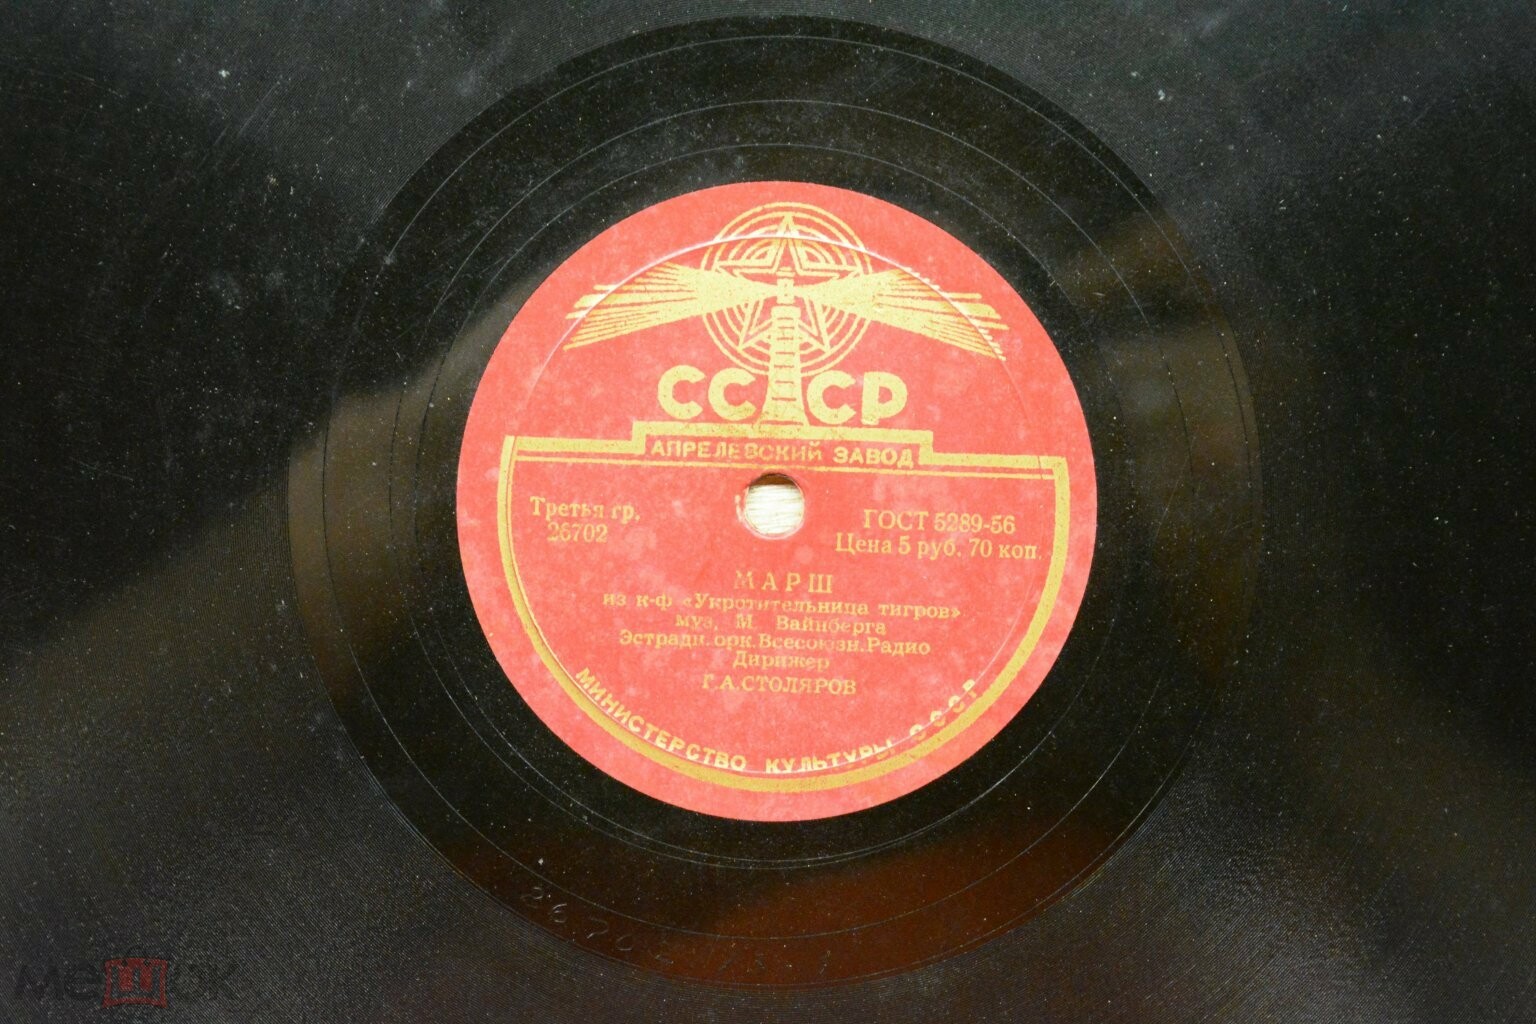 СССР
АПРЕЛЕВСКИЙ ЗАВОД
Третья гр.
26702
ГОСТ 5289-56
Цена 5 руб. 70 коп.
МАРШ
из к-ф «Укротительница тигров»
муз. М. Вайнберга
Эстрадн.орк.Всесоюзн.Радио
Дирижер
Г.А.СТОЛЯРОВ
МИНИСТЕРСТВО КУЛЬТУРЫ СССР
мешок